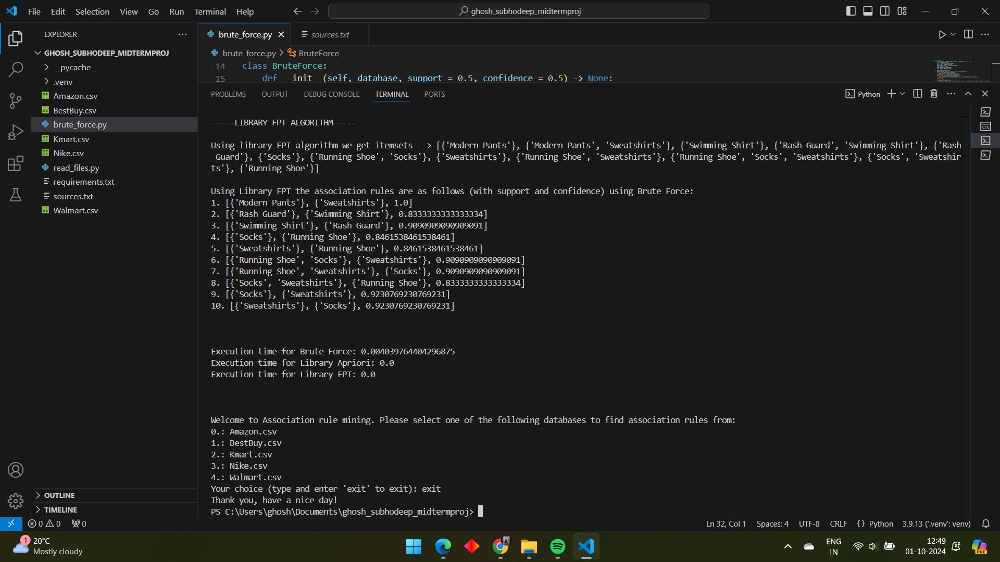 File Edit Selection View Go Run Terminal Help
ghosh_subhodeep_midtermproj
EXPLORER
GHOSH_SUBHODEEP_MIDTERMPROJ
__pycache__
.venv
Amazon.csv
BestBuy.csv
brute_force.py
Kmart.csv
Nike.csv
read_files.py
requirements.txt
sources.txt
Walmart.csv
OUTLINE
TIMELINE
brute_force.py
sources.txt
brute_force.py > BruteForce
14 class BruteForce:
15 def __init__(self, database, support = 0.5, confidence = 0.5) -> None:
PROBLEMS OUTPUT DEBUG CONSOLE TERMINAL PORTS
Python
-----LIBRARY FPT ALGORITHM-----
Using library FPT algorithm we get itemsets --> [{'Modern Pants'}, {'Modern Pants', 'Sweatshirts'}, {'Swimming Shirt'}, {'Rash Guard', 'Swimming Shirt'}, {'Rash
Guard'}, {'Socks'}, {'Running Shoe', 'Socks'}, {'Sweatshirts'}, {'Running Shoe', 'Sweatshirts'}, {'Running Shoe', 'Socks', 'Sweatshirts'}, {'Socks', 'Sweatshir
ts'}, {'Running Shoe'}]
Using Library FPT the association rules are as follows (with support and confidence) using Brute Force:
1. [{'Modern Pants'}, {'Sweatshirts'}, 1.0]
2. [{'Rash Guard'}, {'Swimming Shirt'}, 0.8333333333333334]
3. [{'Swimming Shirt'}, {'Rash Guard'}, 0.9090909090909091]
4. [{'Socks'}, {'Running Shoe'}, 0.8461538461538461]
5. [{'Sweatshirts'}, {'Running Shoe'}, 0.8461538461538461]
6. [{'Running Shoe', 'Socks'}, {'Sweatshirts'}, 0.9090909090909091]
7. [{'Running Shoe', 'Sweatshirts'}, {'Socks'}, 0.9090909090909091]
8. [{'Socks', 'Sweatshirts'}, {'Running Shoe'}, 0.8333333333333334]
9. [{'Socks'}, {'Sweatshirts'}, 0.9230769230769231]
10. [{'Sweatshirts'}, {'Socks'}, 0.9230769230769231]
Execution time for Brute Force: 0.004039764404296875
Execution time for Library Apriori: 0.0
Execution time for Library FPT: 0.0
Welcome to Association rule mining. Please select one of the following databases to find association rules from:
0.: Amazon.csv
1.: BestBuy.csv
2.: Kmart.csv
3.: Nike.csv
4.: Walmart.csv
Your choice (type and enter 'exit' to exit): exit
Thank you, have a nice day!
PS C:\Users\ghosh\Documents\ghosh_subhodeep_midtermproj>
0 0 0
Ln 32, Col 1 Spaces: 4 UTF-8 CRLF {} Python 3.9.13 ('.venv': venv)
1
20°C
Mostly cloudy
ENG
IN
12:49
01-10-2024
PRE